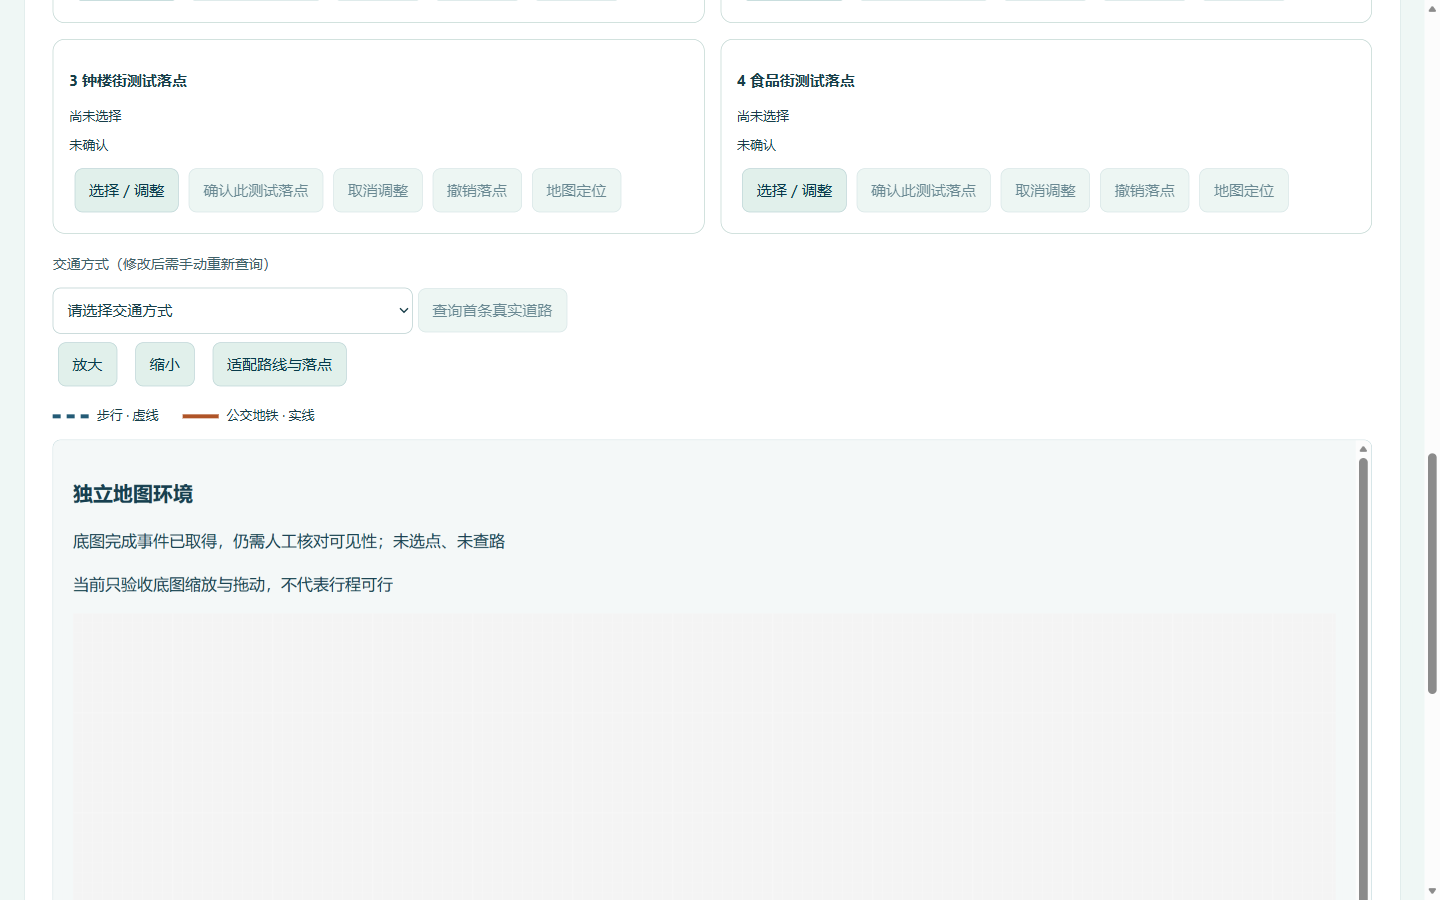 3 钟楼街测试落点
尚未选择
未确认
选择 / 调整 确认此测试落点 取消调整 撤销落点 地图定位
4 食品街测试落点
尚未选择
未确认
选择 / 调整 确认此测试落点 取消调整 撤销落点 地图定位
交通方式（修改后需手动重新查询）
请选择交通方式 查询首条真实道路
放大 缩小 适配路线与落点
步行 · 虚线 公交地铁 · 实线
独立地图环境
底图完成事件已取得，仍需人工核对可见性；未选点、未查路
当前只验收底图缩放与拖动，不代表行程可行